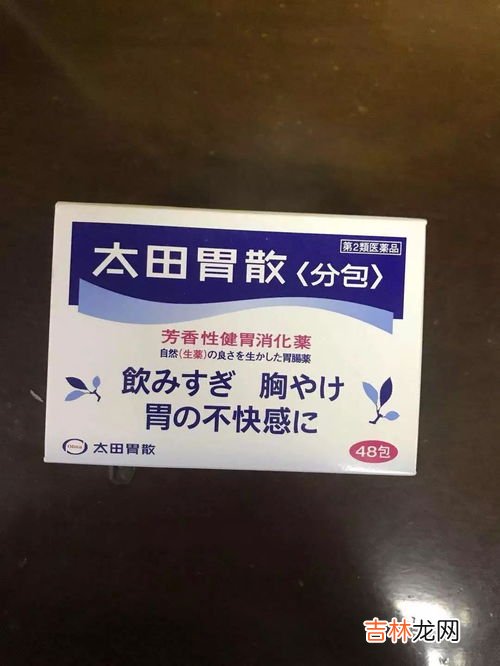 第2類医薬品
太田胃散〈分包〉
芳香性健胃消化薬
自然(生薬)の良さを生かした胃腸薬
飲みすぎ 胸やけ
胃の不快感に
Ohta's 太田胃散
48包
吉林龙网